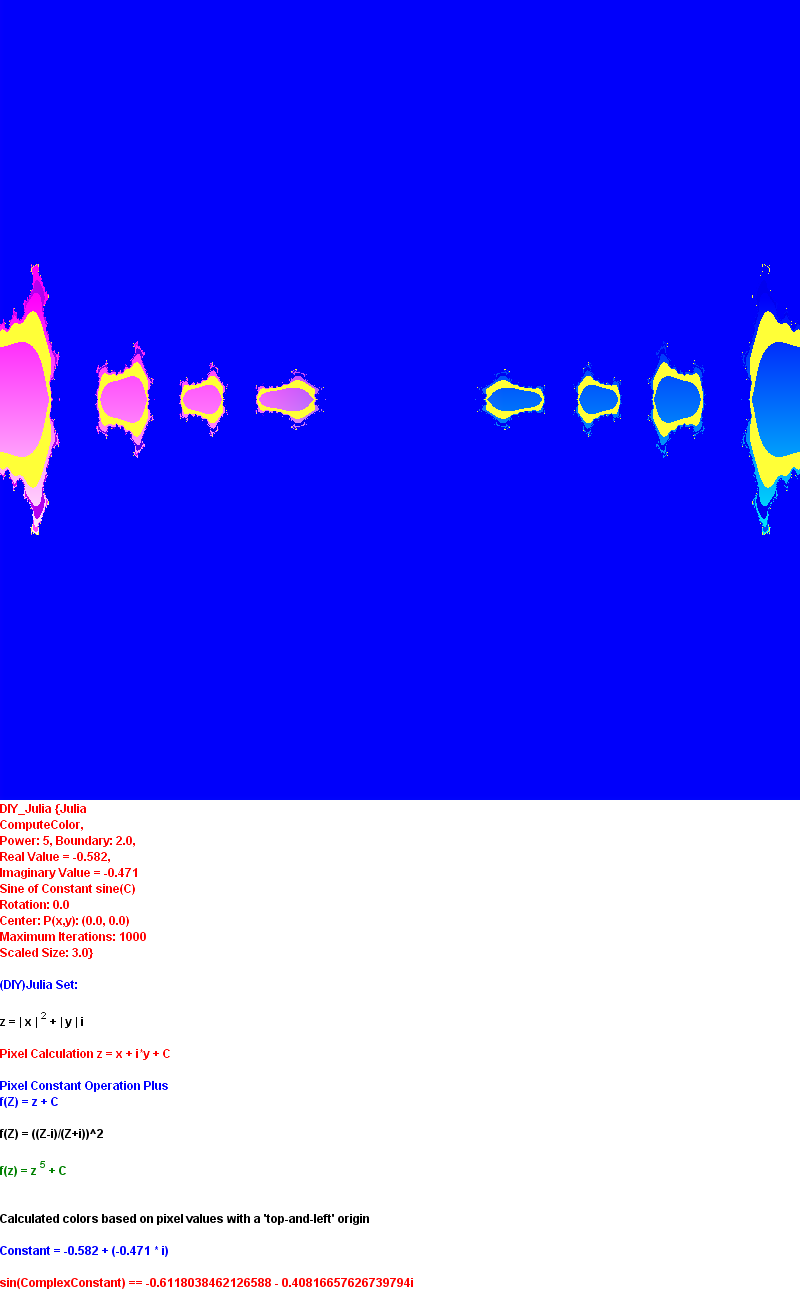 DIY_Julia {Julia
ComputeColor,
Power: 5, Boundary: 2.0,
Real Value = -0.582,
Imaginary Value = -0.471
Sine of Constant sine(C)
Rotation: 0.0
Center: P(x,y): (0.0, 0.0)
Maximum Iterations: 1000
Scaled Size: 3.0}
(DIY)Julia Set:
z = | x | 2 + | y | i
Pixel Calculation z = x + i*y + C
Pixel Constant Operation Plus
f(Z) = z + C
f(Z) = ((Z-i)/(Z+i))^2
f(z) = z 5 + C
Calculated colors based on pixel values with a 'top-and-left' origin
Constant = -0.582 + (-0.471 * i)
sin(ComplexConstant) == -0.6118038462126588 - 0.40816657626739794i